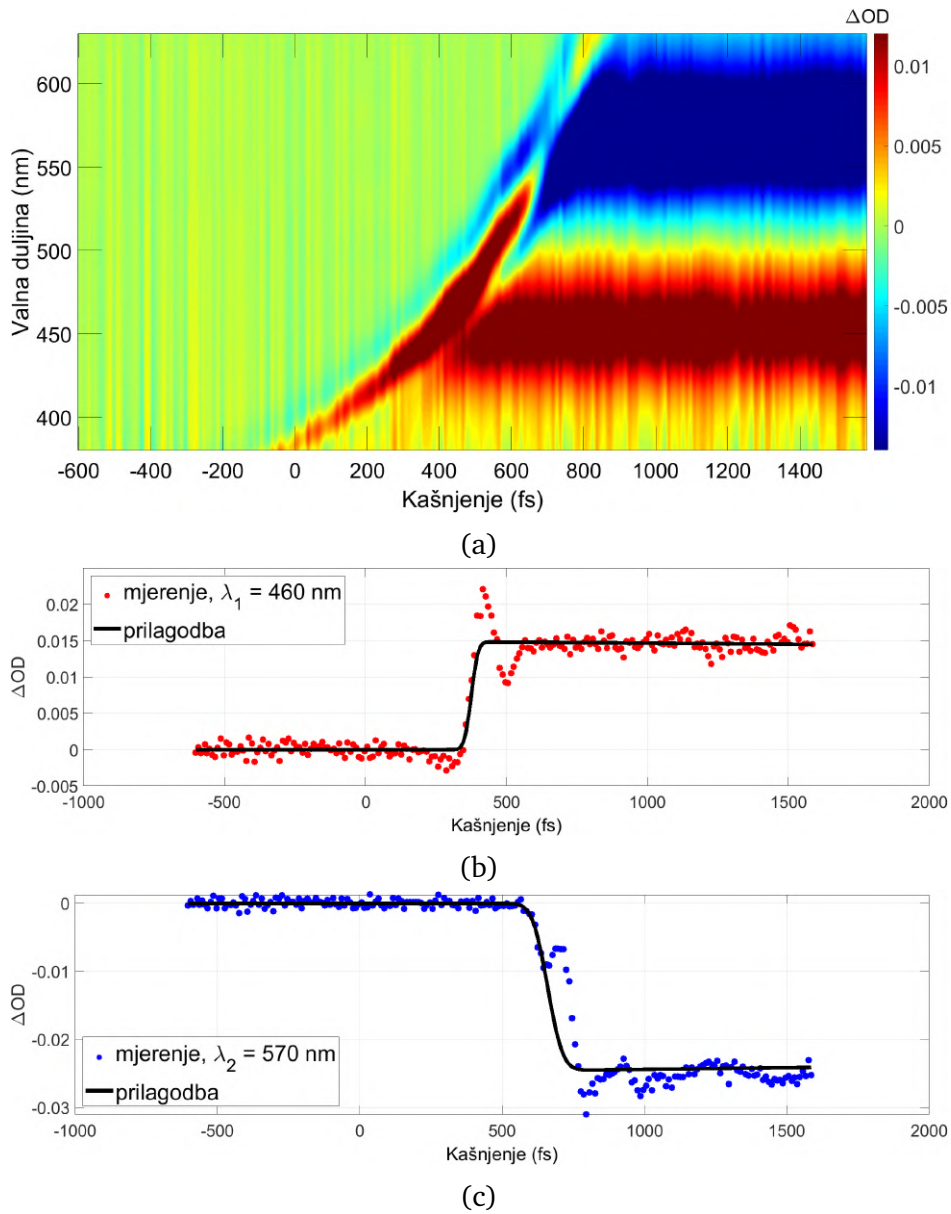 ΔOD
0.01
0.005
0
-0.005
-0.01
Valna duljina (nm)
600
550
500
450
400
-600 -400 -200 0 200 400 600 800 1000 1200 1400
Kašnjenje (fs)
(a)
mjerenje, λ1 = 460 nm
prilagodba
ΔOD
0.02
0.015
0.01
0.005
0
-0.005
-1000 -500 0 500 1000 1500 2000
Kašnjenje (fs)
(b)
ΔOD
0
-0.01
-0.02
-0.03
mjerenje, λ2 = 570 nm
prilagodba
-1000 -500 0 500 1000 1500 2000
Kašnjenje (fs)
(c)